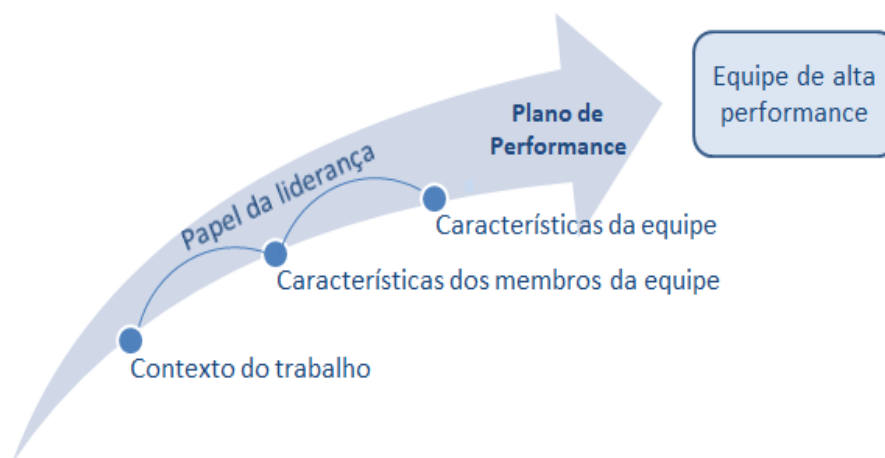 Equipe de alta
performance
Plano de
Performance
Papel da liderança
Características da equipe
Características dos membros da equipe
Contexto do trabalho